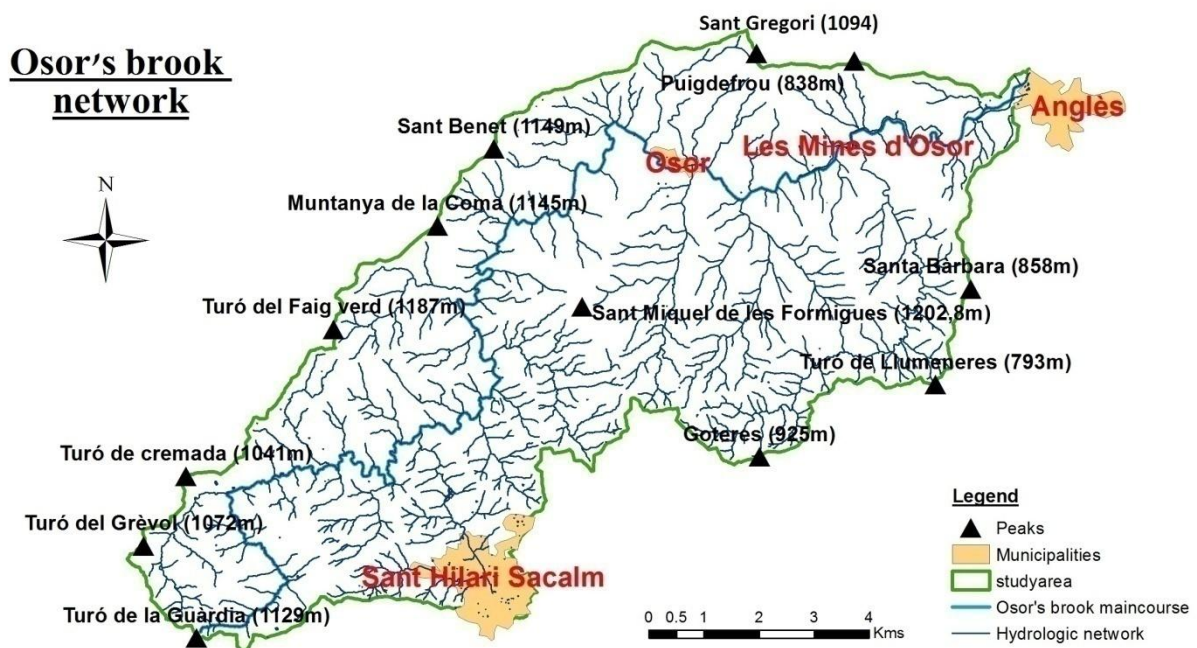 Osor's brook
network
N
Sant Gregori (1094)
Puigdefrou (838m)
Anglès
Sant Benet (1149m)
Les Mines d'Osor
Osor
Muntanya de la Coma (1145m)
Santa Bàrbara (858m)
Turó del Faig verd (1187m)
Sant Miquel de les Formigues (1202,8m)
Turó de Llumeneres (793m)
Goteres (925m)
Turó de cremada (1041m)
Turó del Grèvol (1072m)
Sant Hilari Sacalm
Turó de la Guàrdia (1129m)
Legend
Peaks
Municipalities
studyarea
Osor's brook maincourse
Hydrologic network
0 0.5 1 2 3 4
Kms